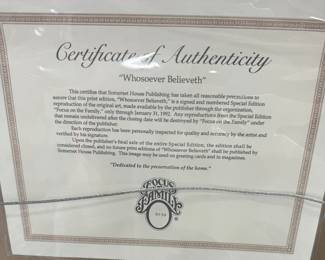 Certificate of Authenticity
"Whosoever Believeth"
This certifies that Somerset House Publishing has taken all reasonable precautions to
assure that this print edition, "Whosoever Believeth," is a signed and numbered Special Edition
reproduction of the original art, made available by the publisher through the organization,
"Focus on the Family," only through January 31, 1992. Any reproductions from the Special Edition
that remain undelivered after the closing date will be destroyed by "Focus on the Family" under
the direction of the publisher.
Each reproduction has been personally inspected for quality and accuracy by the artist and
verified by his signature.
Upon the publisher's final sale of the entire Special Edition, the edition shall be
considered closed, and no future print editions of "Whosoever Believeth" shall be published by
Somerset House Publishing. This image may be used on greeting cards and in magazines.
"Dedicated to the preservation of the home."
FOCUS
ON THE
FAMILY